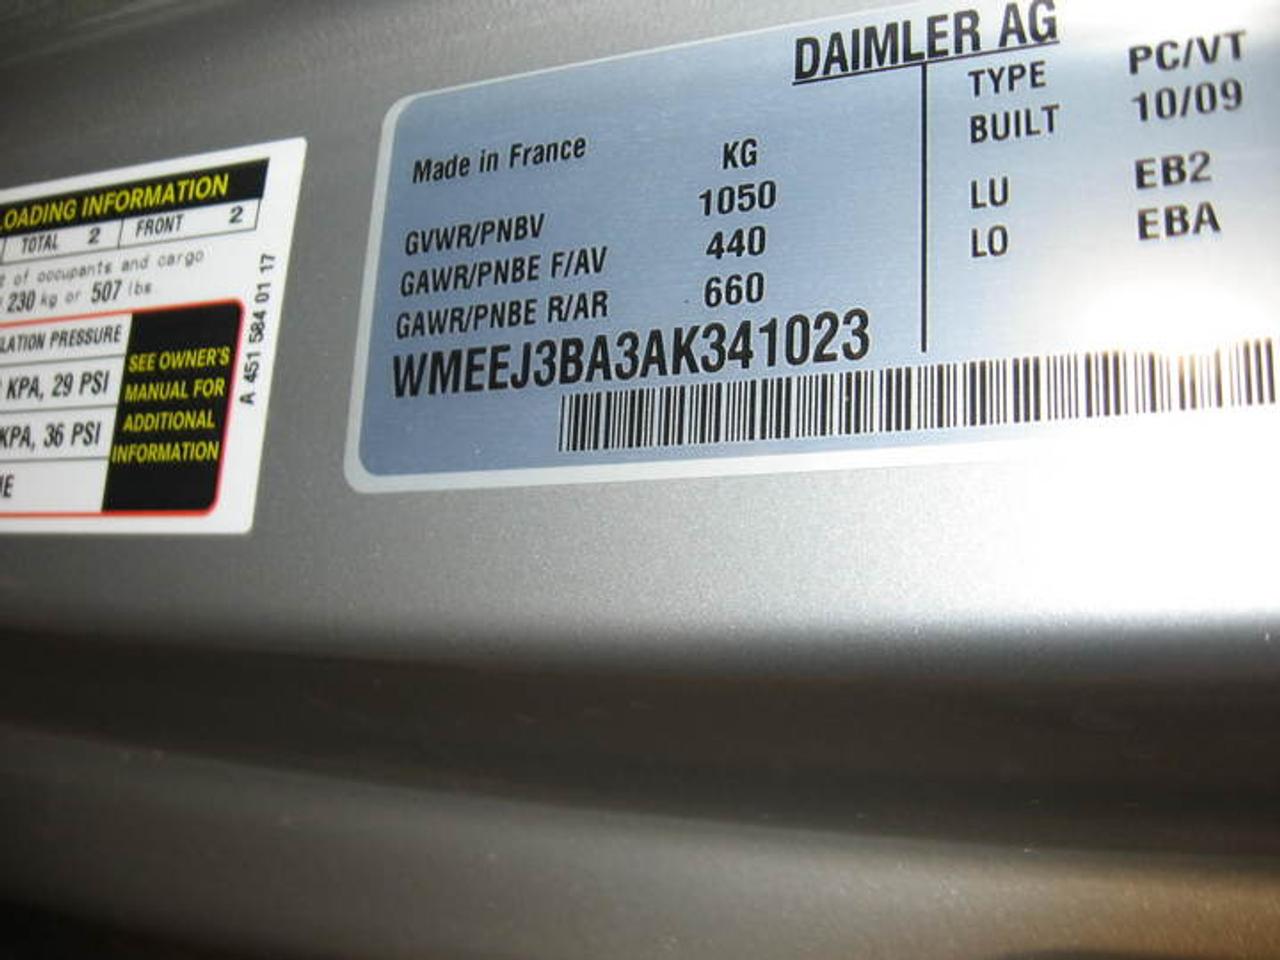 LOADING INFORMATION
TOTAL 2 FRONT 2
of occupants and cargo
230 kg or 507 lbs
LATION PRESSURE
KPA, 29 PSI
KPA, 36 PSI
SEE OWNER'S
MANUAL FOR
ADDITIONAL
INFORMATION
A 451 584 01 17
DAIMLER AG
Made in France KG
GVWR/PNBV 1050
GAWR/PNBE F/AV 440
GAWR/PNBE R/AR 660
WMEEJ3BA3AK341023
TYPE PC/VT
BUILT 10/09
LU EB2
LO EBA